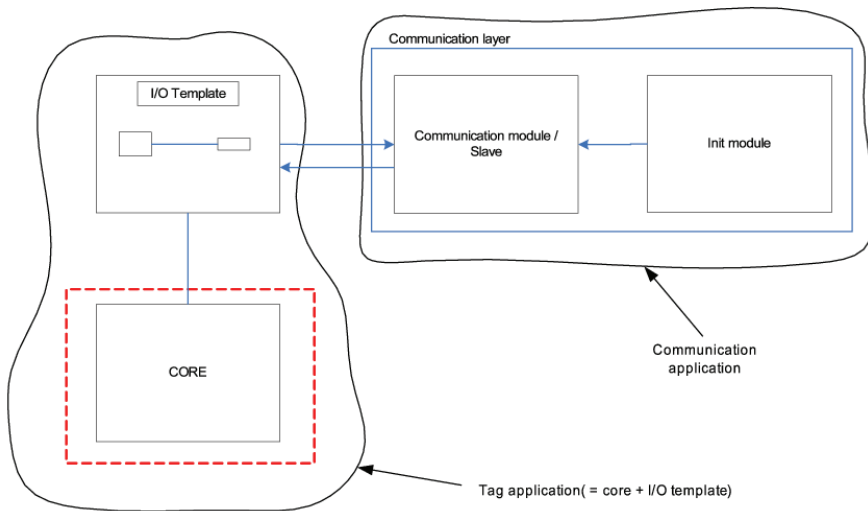 Communication layer
I/O Template
Communication module /
Slave
Init module
CORE
Communication
application
Tag application( = core + I/O template)